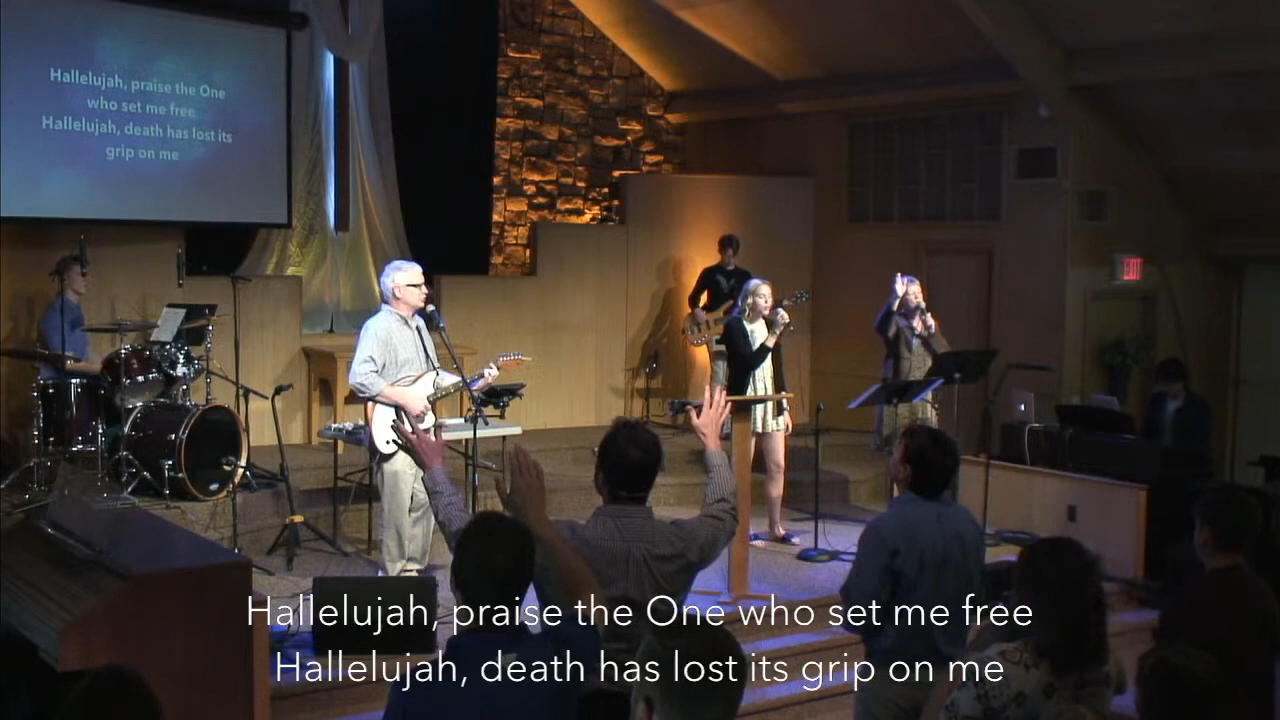 Hallelujah, praise the One
who set me free
Hallelujah, death has lost its
grip on me
EXIT
Hallelujah, praise the One who set me free
Hallelujah, death has lost its grip on me